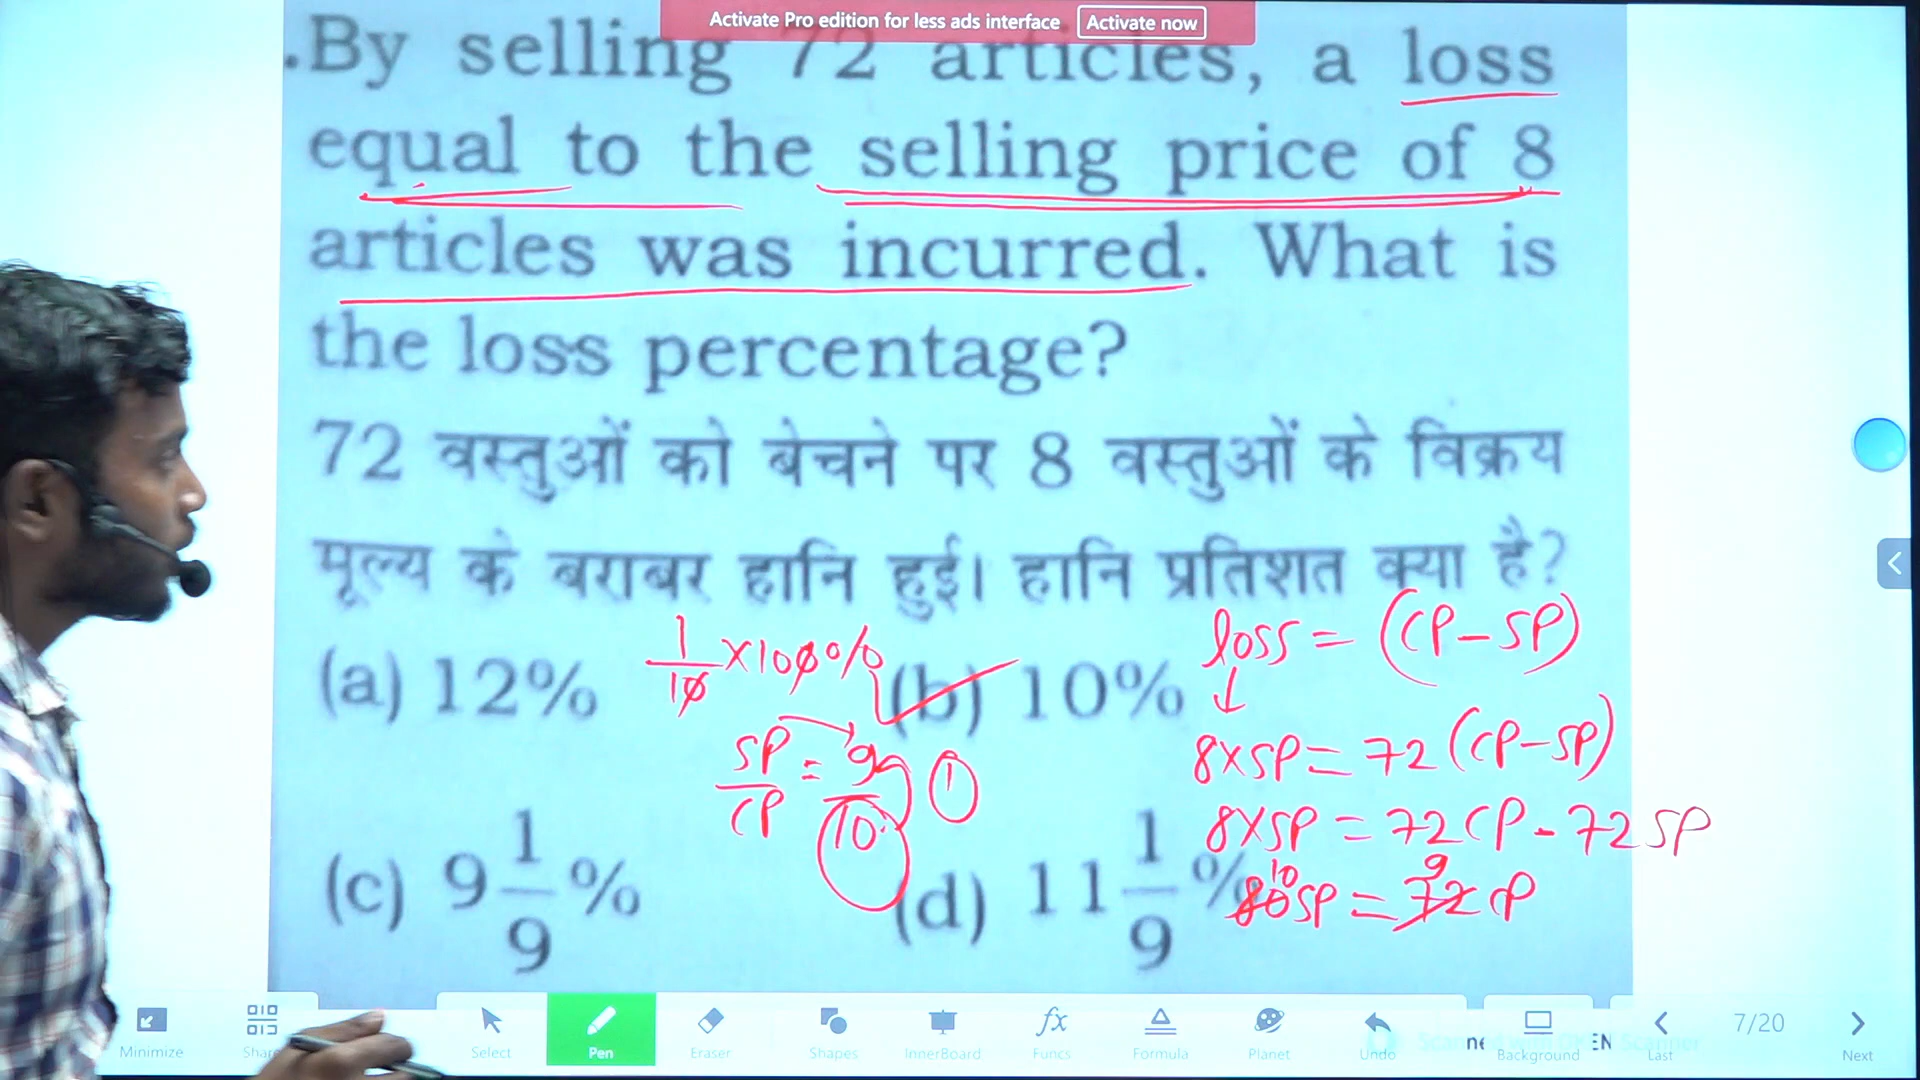 Activate Pro edition for less ads interface Activate now
.By selling 72 articles, a loss
equal to the selling price of 8
articles was incurred. What is
the loss percentage?
72 वस्तुओं को बेचने पर 8 वस्तुओं के विक्रय
मूल्य के बराबर हानि हुई। हानि प्रतिशत क्या है?
(a) 12%
(b) 10%
(c) 9 1/9 %
(d) 11 1/9 %
1/10 ×100%
SP/CP = 9/10 1
loss = (CP-SP)
8×SP = 72(CP-SP)
8×SP = 72CP-72SP
80SP = 72CP
10 9
Minimize Share Select Pen Eraser Shapes InnerBoard Funcs Formula Planet Undo Background Last 7/20 Next